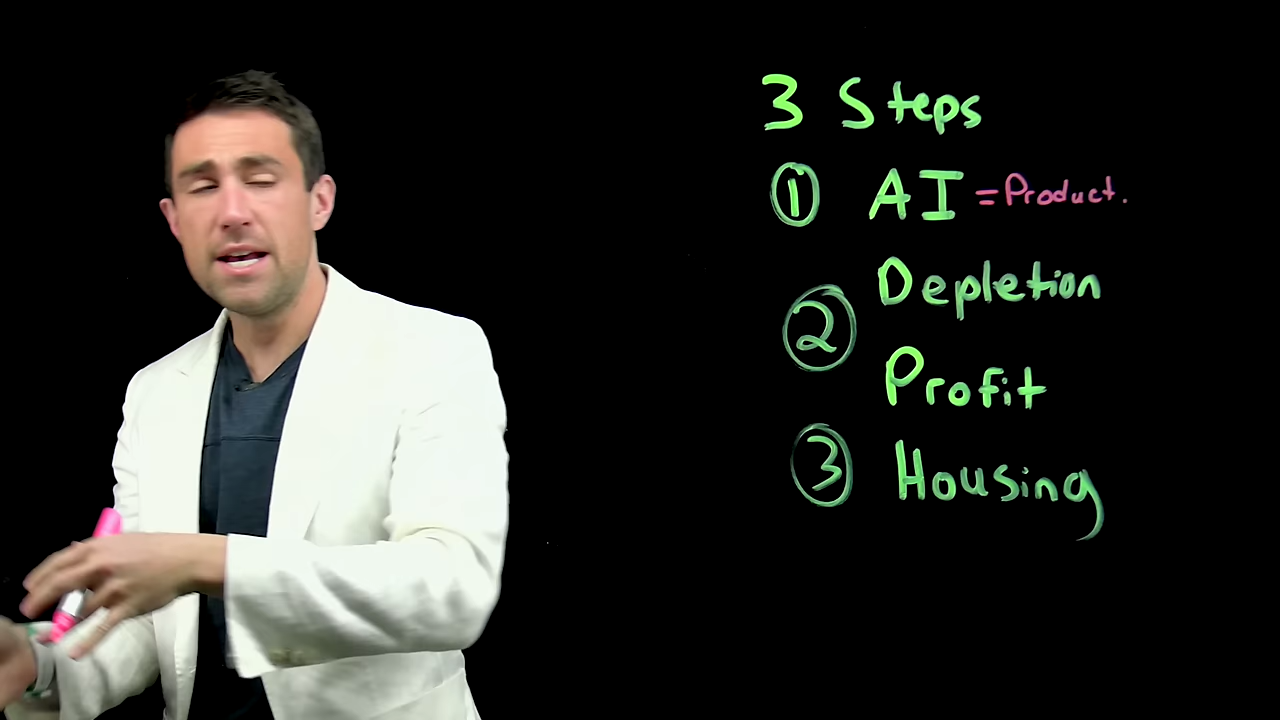 3 Steps
① AI = Product.
Depletion
②
Profit
③ Housing